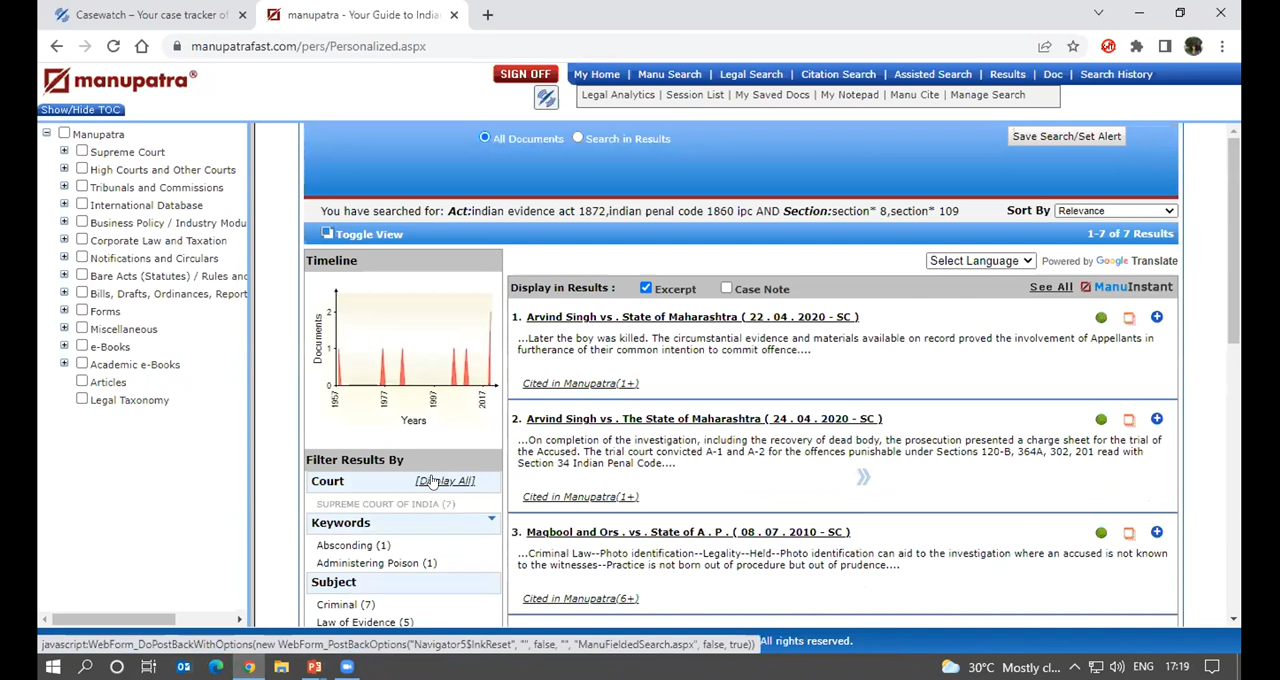 Casewatch – Your case tracker of
manupatra - Your Guide to India
manupatrafast.com/pers/Personalized.aspx
manupatra®
SIGN OFF
My Home | Manu Search | Legal Search | Citation Search | Assisted Search | Results | Doc | Search History
Legal Analytics | Session List | My Saved Docs | My Notepad | Manu Cite | Manage Search
Show/Hide TOC
Manupatra
Supreme Court
High Courts and Other Courts
Tribunals and Commissions
International Database
Business Policy / Industry Modu
Corporate Law and Taxation
Notifications and Circulars
Bare Acts (Statutes) / Rules and
Bills, Drafts, Ordinances, Report
Forms
Miscellaneous
e-Books
Academic e-Books
Articles
Legal Taxonomy
All Documents Search in Results
Save Search/Set Alert
You have searched for: Act:indian evidence act 1872,indian penal code 1860 ipc AND Section:section* 8,section* 109
Sort By Relevance
Toggle View
1-7 of 7 Results
Timeline
Documents
2
1
0
1957
1977
1997
2017
Years
Filter Results By
Court [Display All]
SUPREME COURT OF INDIA (7)
Keywords
Absconding (1)
Administering Poison (1)
Subject
Criminal (7)
Law of Evidence (5)
Select Language Powered by Google Translate
Display in Results : Excerpt Case Note See All ManuInstant
1. Arvind Singh vs. State of Maharashtra ( 22 . 04 . 2020 - SC )
...Later the boy was killed. The circumstantial evidence and materials available on record proved the involvement of Appellants in
furtherance of their common intention to commit offence....
Cited in Manupatra(1+)
2. Arvind Singh vs. The State of Maharashtra ( 24 . 04 . 2020 - SC )
...On completion of the investigation, including the recovery of dead body, the prosecution presented a charge sheet for the trial of
the Accused. The trial court convicted A-1 and A-2 for the offences punishable under Sections 120-B, 364A, 302, 201 read with
Section 34 Indian Penal Code....
Cited in Manupatra(1+)
3. Maqbool and Ors . vs . State of A . P . ( 08 . 07 . 2010 - SC )
...Criminal Law--Photo identification--Legality--Held--Photo identification can aid to the investigation where an accused is not known
to the witnesses--Practice is not born out of procedure but out of prudence....
Cited in Manupatra(6+)
javascript:WebForm_DoPostBackWithOptions(new WebForm_PostBackOptions("Navigator5$lnkReset", "", false, "", "ManuFieldedSearch.aspx", false, true))
All rights reserved.
30°C Mostly cl... ENG 17:19